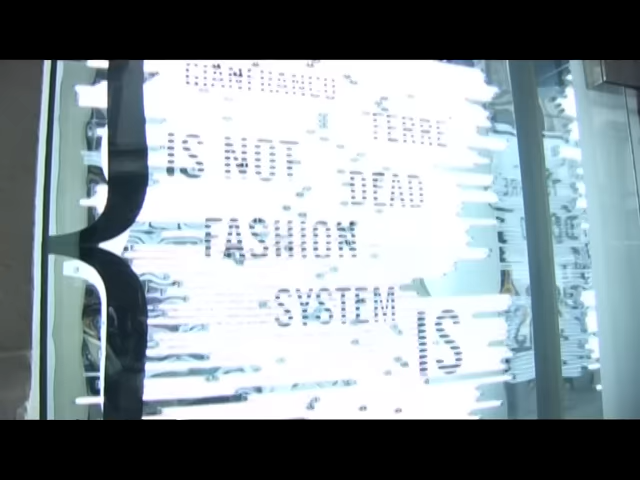 GIANFRANCO
FERRE'
IS NOT
DEAD
FASHION
SYSTEM
IS